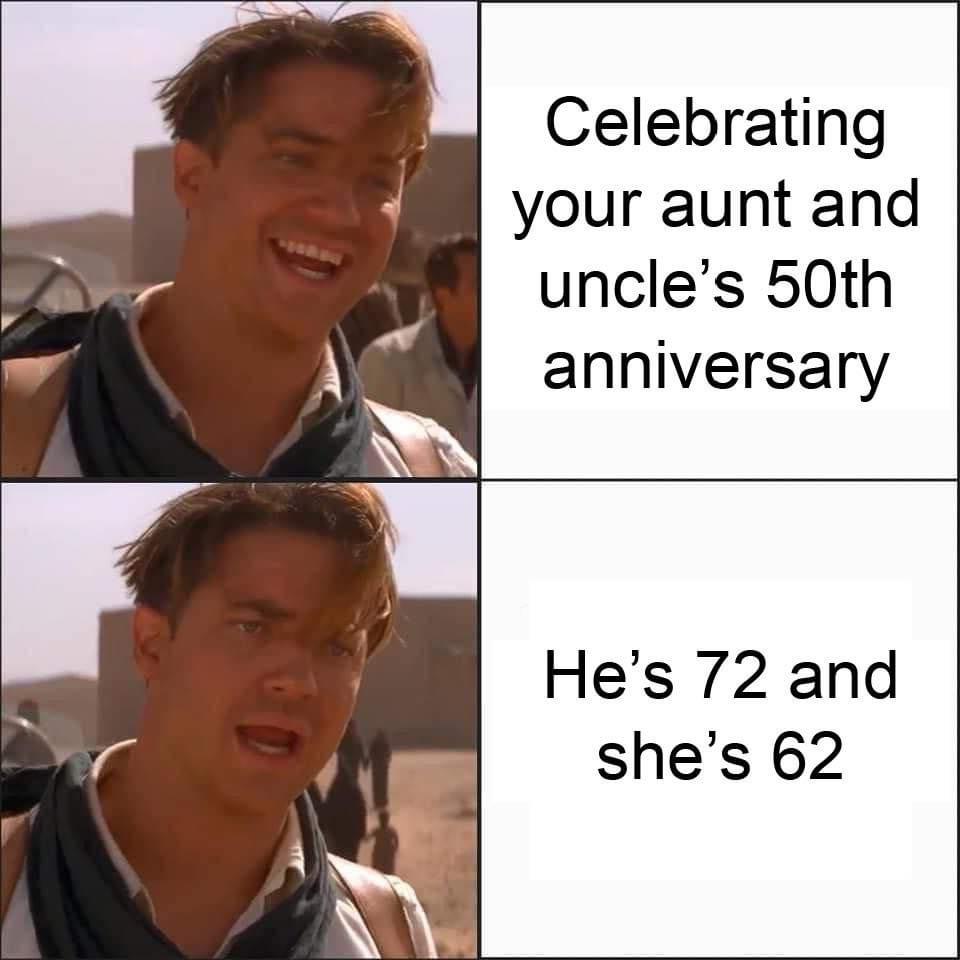 Celebrating
your aunt and
uncle’s 50th
anniversary
He’s 72 and
she’s 62